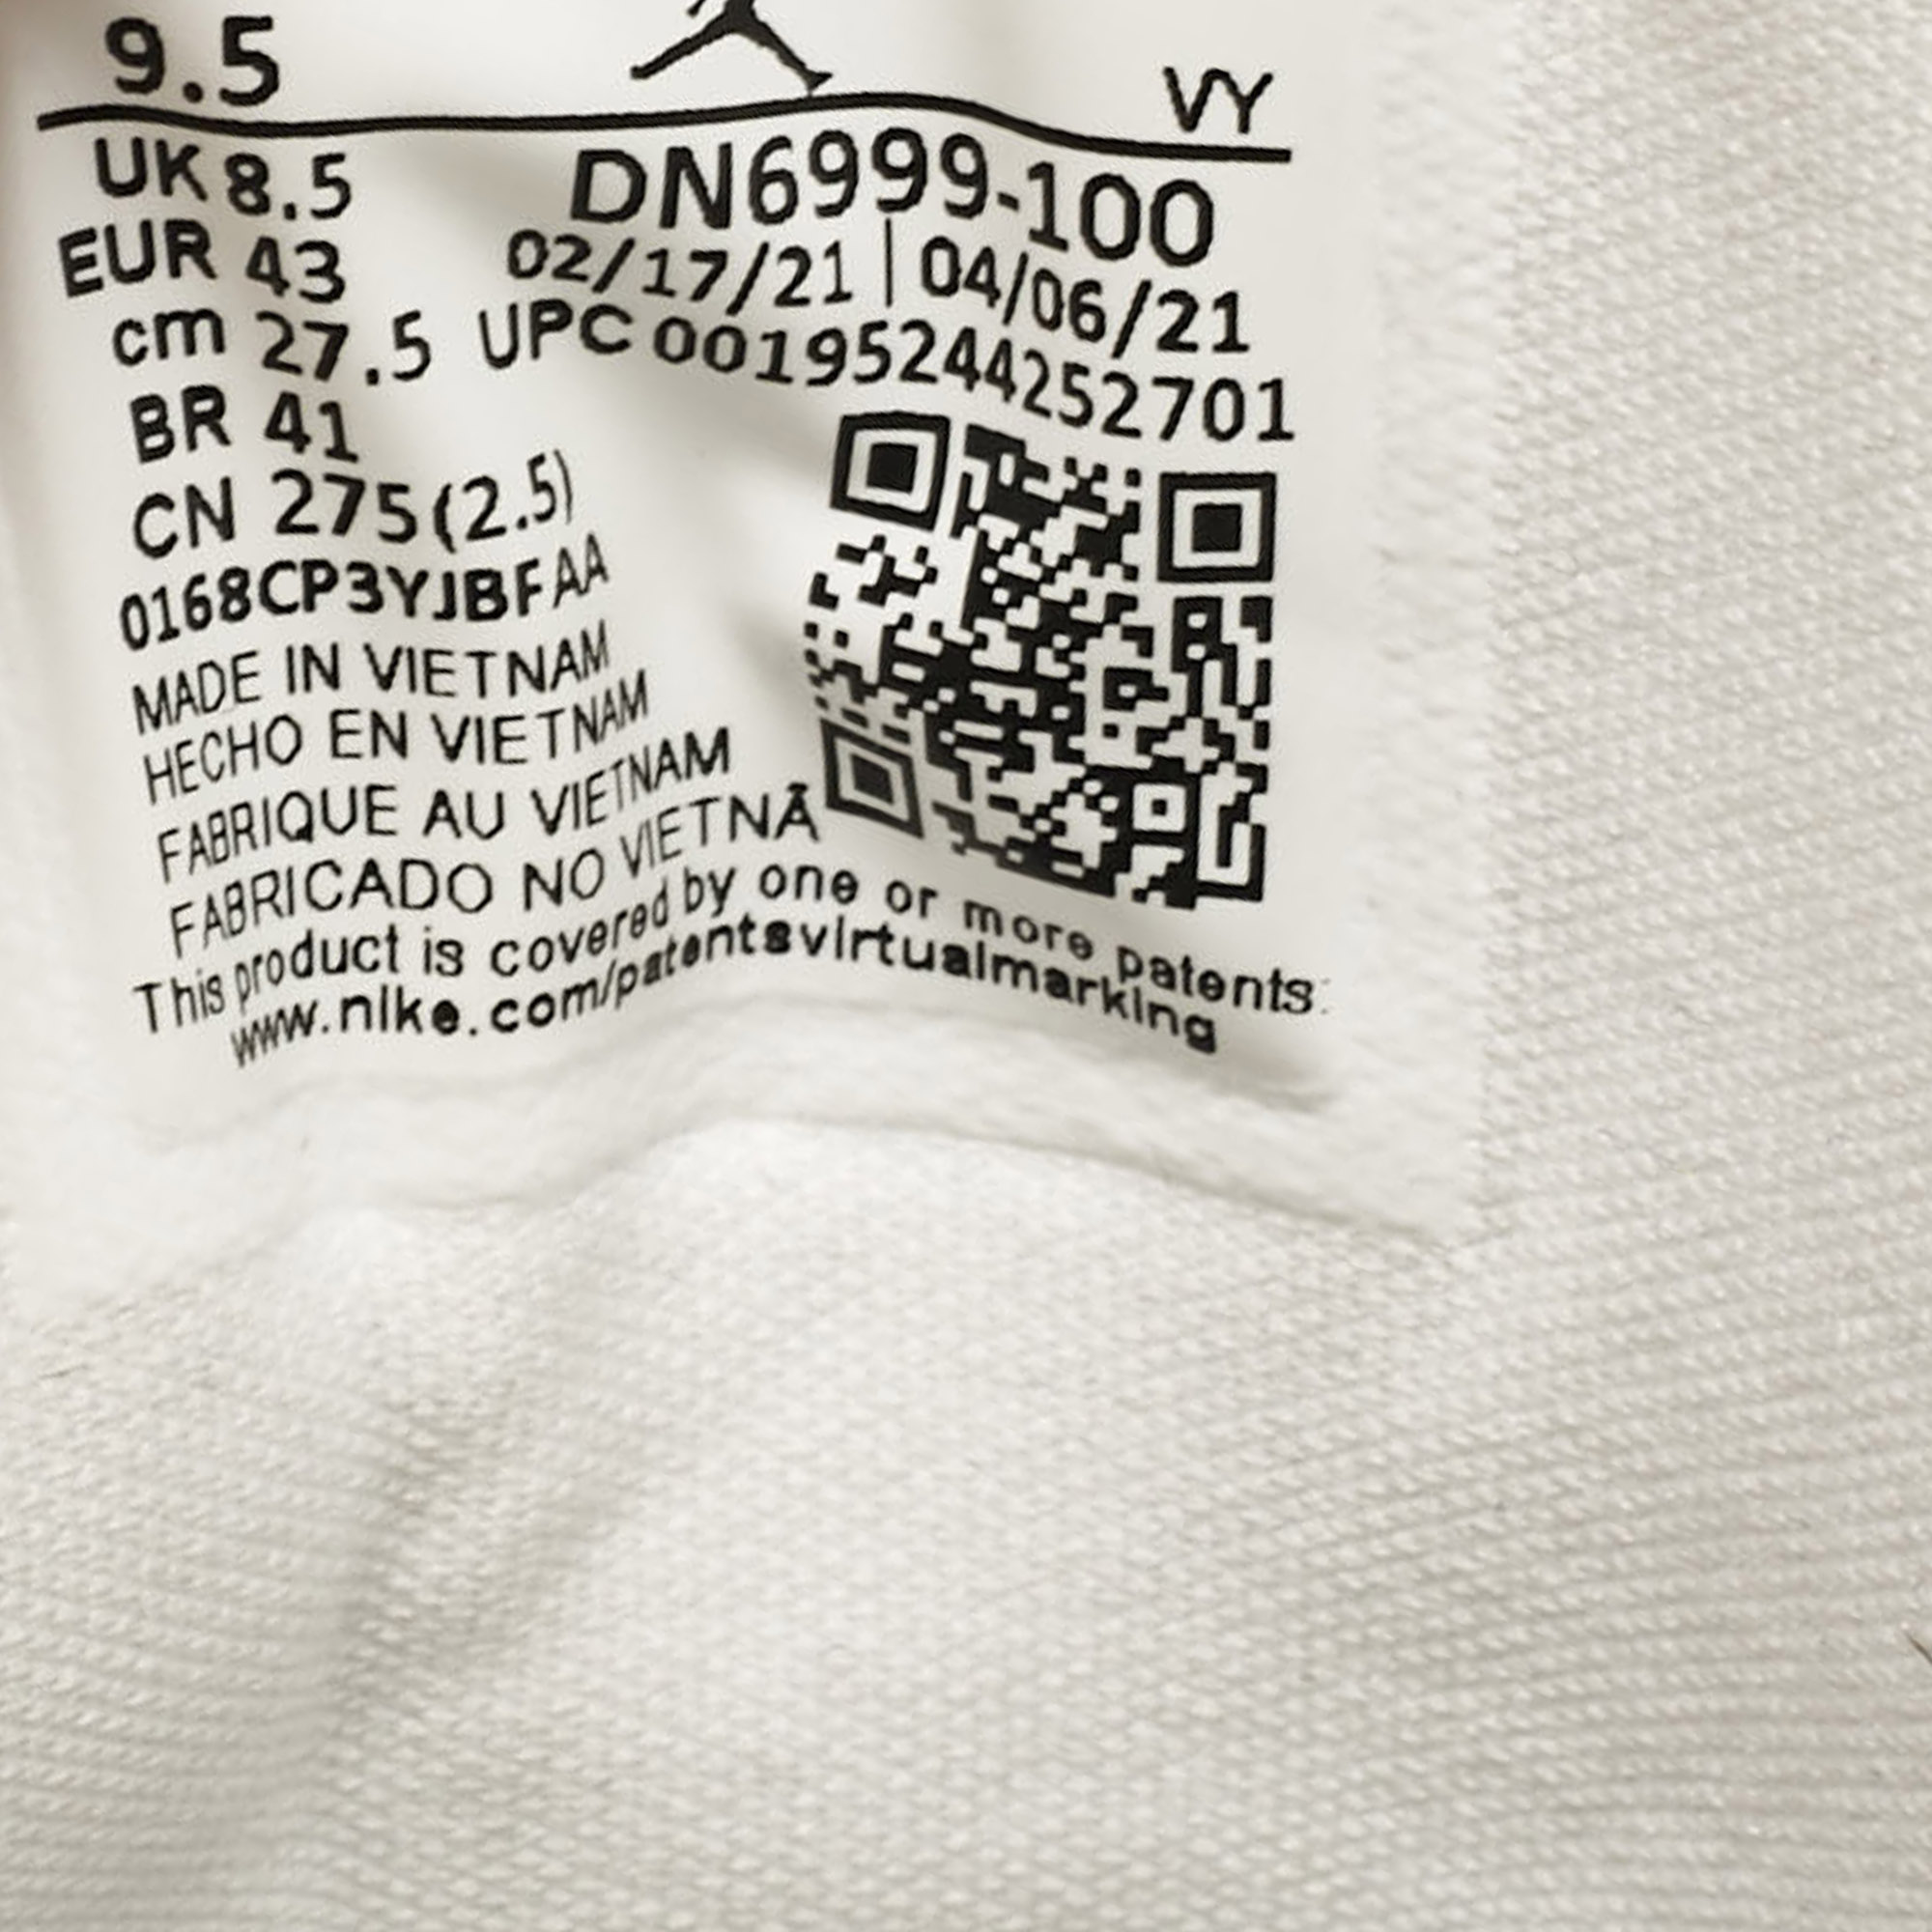 9.5
VY
UK 8.5
DN6999-100
EUR 43
02/17/21 | 04/06/21
cm 27.5
UPC 00195244252701
BR 41
CN 275(2.5)
0168CP3YJBFAA
MADE IN VIETNAM
HECHO EN VIETNAM
FABRIQUE AU VIETNAM
FABRICADO NO VIETNÃ
This product is covered by one or more patents:
www.nike.com/patentsvirtualmarking